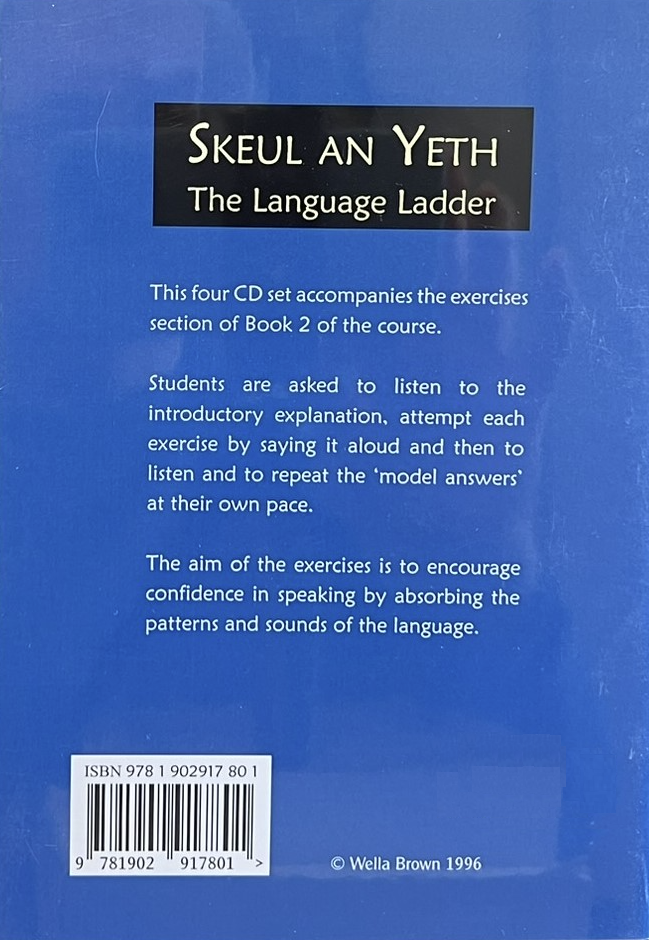 SKEUL AN YETH
The Language Ladder
This four CD set accompanies the exercises
section of Book 2 of the course.
Students are asked to listen to the
introductory explanation, attempt each
exercise by saying it aloud and then to
listen and to repeat the ‘model answers’
at their own pace.
The aim of the exercises is to encourage
confidence in speaking by absorbing the
patterns and sounds of the language.
ISBN 978 1 902917 80 1
9 781902 917801 >
© Wella Brown 1996